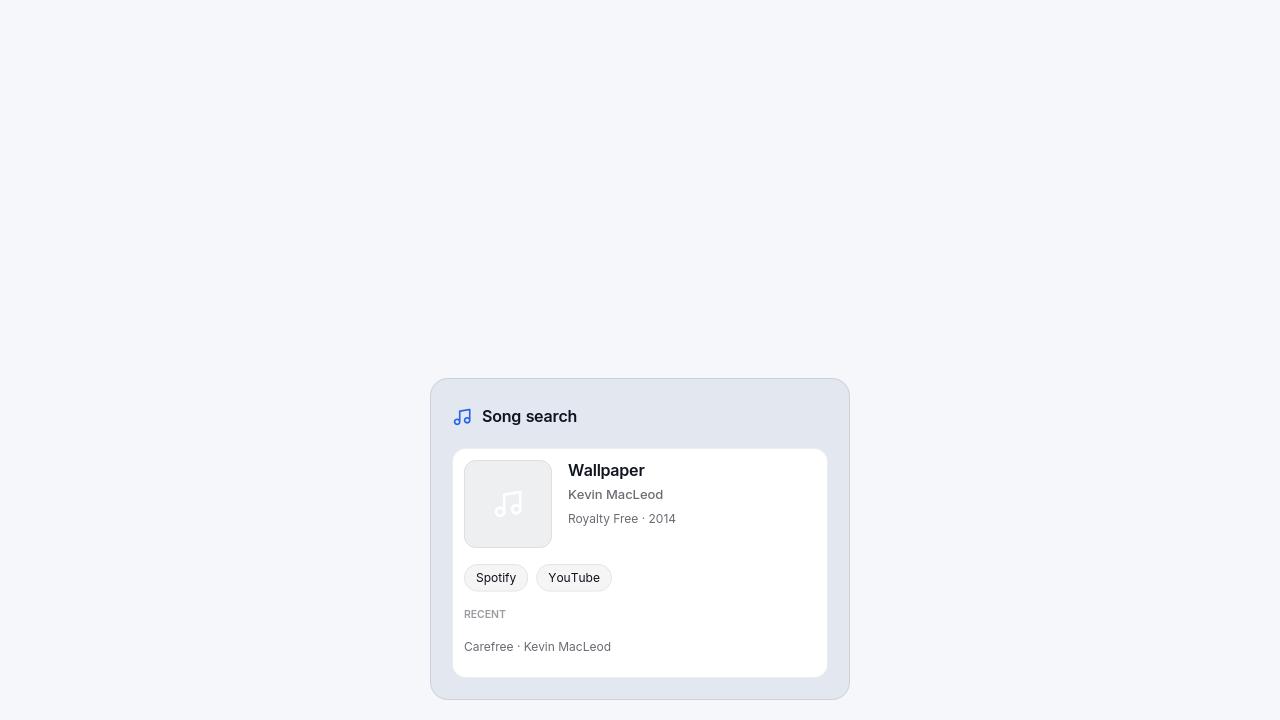 Song search
Wallpaper
Kevin MacLeod
Royalty Free · 2014
Spotify
YouTube
RECENT
Carefree · Kevin MacLeod